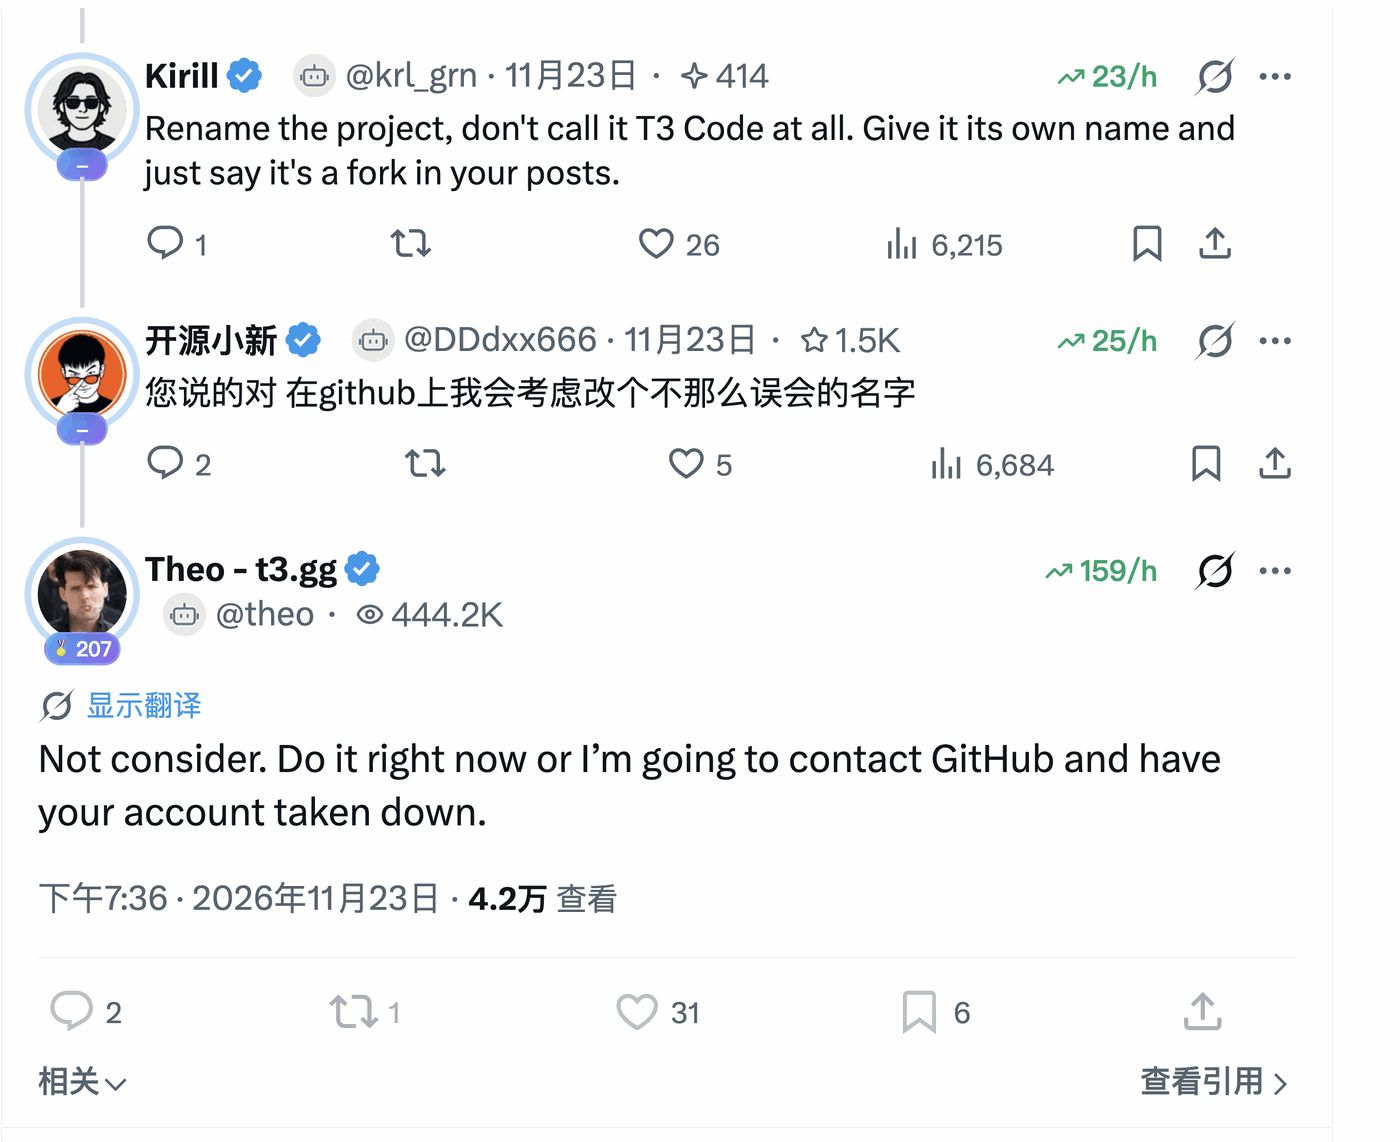 Kirill @krl_grn · 11月23日 · 414 23/h
Rename the project, don't call it T3 Code at all. Give it its own name and
just say it's a fork in your posts.
–
1 26 6,215
开源小新 @DDdxx666 · 11月23日 · 1.5K 25/h
您说的对 在github上我会考虑改个不那么误会的名字
–
2 5 6,684
Theo - t3.gg 159/h
@theo · 444.2K
207
显示翻译
Not consider. Do it right now or I’m going to contact GitHub and have
your account taken down.
下午7:36 · 2026年11月23日 · 4.2万 查看
2 1 31 6
相关 查看引用